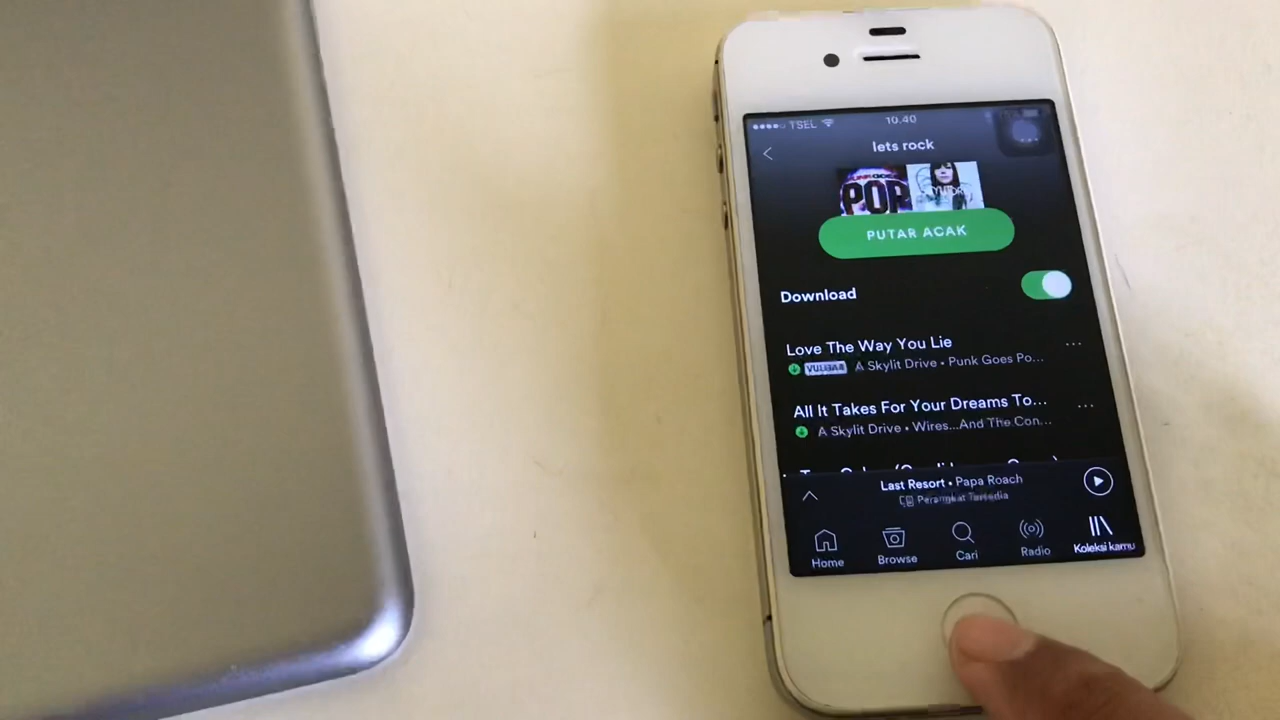 TSEL 10.40
lets rock
POP
PUTAR ACAK
Download
Love The Way You Lie
A Skylit Drive • Punk Goes Po...
All It Takes For Your Dreams To...
A Skylit Drive • Wires...And The Con...
Last Resort • Papa Roach
Perangkat Tersedia
Home Browse Cari Radio Koleksi kamu